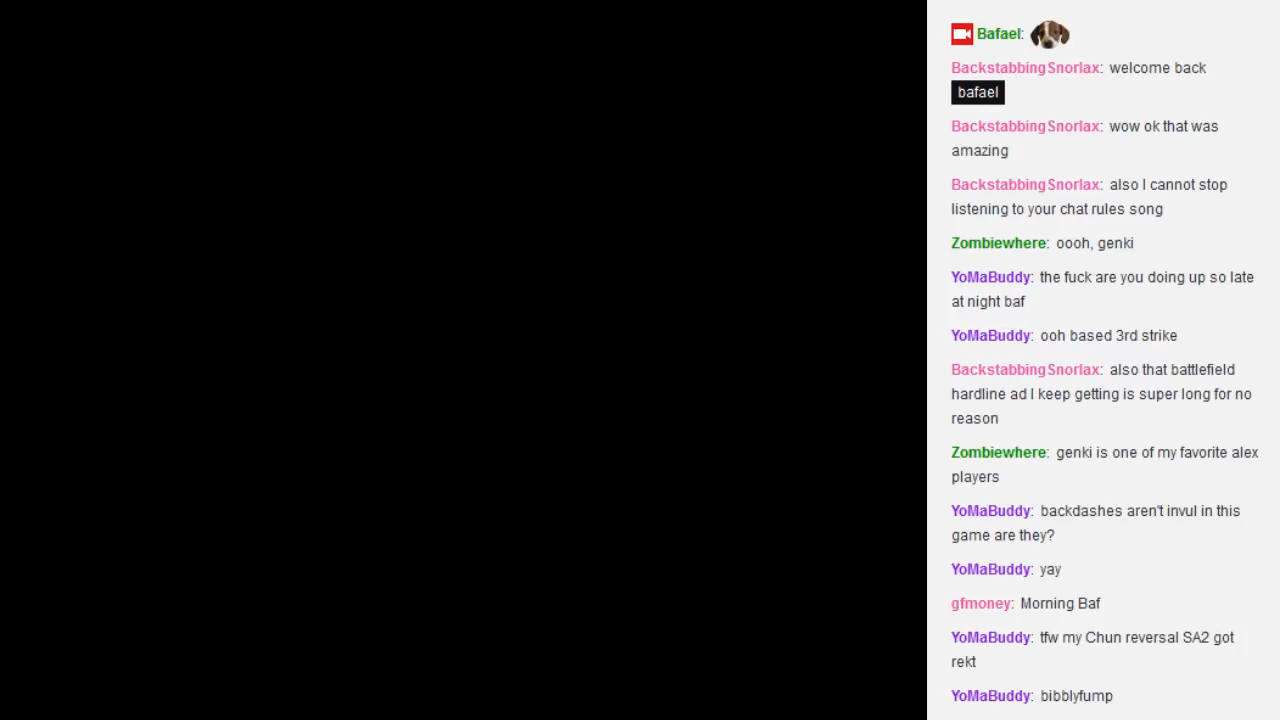 Bafael:
BackstabbingSnorlax: welcome back
bafael
BackstabbingSnorlax: wow ok that was
amazing
BackstabbingSnorlax: also I cannot stop
listening to your chat rules song
Zombiewhere: oooh, genki
YoMaBuddy: the fuck are you doing up so late
at night baf
YoMaBuddy: ooh based 3rd strike
BackstabbingSnorlax: also that battlefield
hardline ad I keep getting is super long for no
reason
Zombiewhere: genki is one of my favorite alex
players
YoMaBuddy: backdashes aren't invul in this
game are they?
YoMaBuddy: yay
gfmoney: Morning Baf
YoMaBuddy: tfw my Chun reversal SA2 got
rekt
YoMaBuddy: bibblyfump